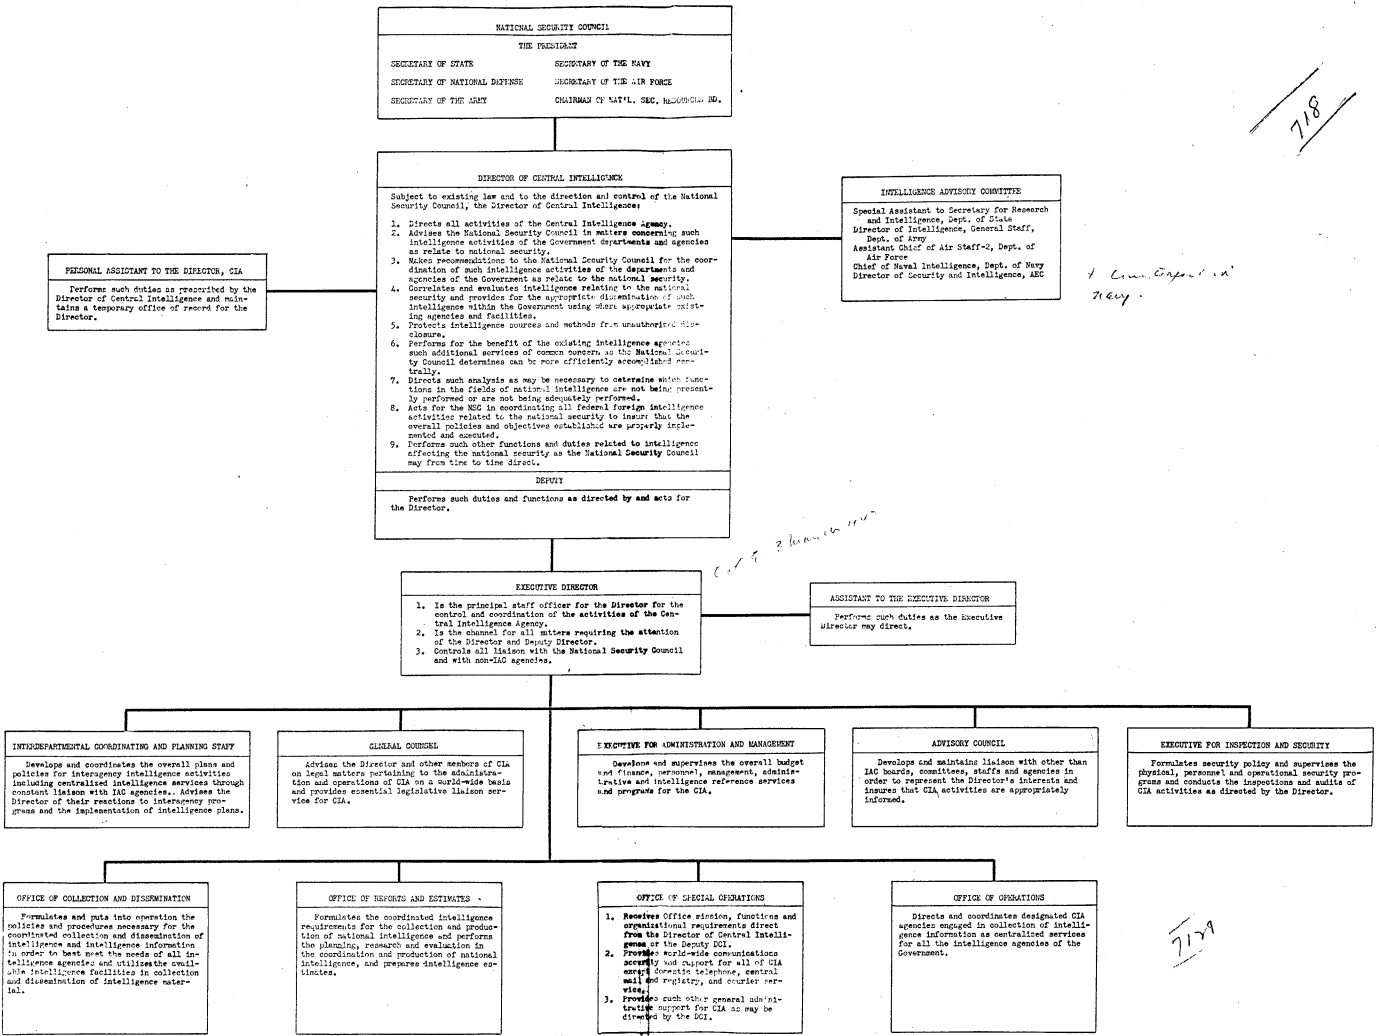 NATIONAL SECURITY COUNCIL
THE PRESIDENT
SECRETARY OF STATE SECRETARY OF THE NAVY
SECRETARY OF NATIONAL DEFENSE SECRETARY OF THE AIR FORCE
SECRETARY OF THE ARMY CHAIRMAN OF NAT'L. SEC. RESOURCES BD.
718
DIRECTOR OF CENTRAL INTELLIGENCE
Subject to existing law and to the direction and control of the National
Security Council, the Director of Central Intelligence:
1. Directs all activities of the Central Intelligence Agency.
2. Advises the National Security Council in matters concerning such
intelligence activities of the Government departments and agencies
as relate to national security.
3. Makes recommendations to the National Security Council for the coor-
dination of such intelligence activities of the departments and
agencies of the Government as relate to the national security.
4. Correlates and evaluates intelligence relating to the national
security and provides for the appropriate dissemination of such
intelligence within the Government using where appropriate exist-
ing agencies and facilities.
5. Protects intelligence sources and methods from unauthorized dis-
closure.
6. Performs for the benefit of the existing intelligence agencies
such additional services of common concern as the National Securi-
ty Council determines can be more efficiently accomplished cen-
trally.
7. Directs such analysis as may be necessary to determine which func-
tions in the fields of national intelligence are not being present-
ly performed or are not being adequately performed.
8. Acts for the NSC in coordinating all federal foreign intelligence
activities related to the national security to insure that the
overall policies and objectives established are properly imple-
mented and executed.
9. Performs such other functions and duties related to intelligence
affecting the national security as the National Security Council
may from time to time direct.
DEPUTY
Performs such duties and functions as directed by and acts for
the Director.
INTELLIGENCE ADVISORY COMMITTEE
Special Assistant to Secretary for Research
and Intelligence, Dept. of State
Director of Intelligence, General Staff,
Dept. of Army
Assistant Chief of Air Staff-2, Dept. of
Air Force
Chief of Naval Intelligence, Dept. of Navy
Director of Security and Intelligence, AEC
navy.
PERSONAL ASSISTANT TO THE DIRECTOR, CIA
Performs such duties as prescribed by the
Director of Central Intelligence and main-
tains a temporary office of record for the
Director.
EXECUTIVE DIRECTOR
1. Is the principal staff officer for the Director for the
control and coordination of the activities of the Cen-
tral Intelligence Agency.
2. Is the channel for all matters requiring the attention
of the Director and Deputy Director.
3. Controls all liaison with the National Security Council
and with non-IAC agencies.
ASSISTANT TO THE EXECUTIVE DIRECTOR
Performs such duties as the Executive
Director may direct.
INTERDEPARTMENTAL COORDINATING AND PLANNING STAFF
Develops and coordinates the overall plans and
policies for interagency intelligence activities
including centralized intelligence services through
constant liaison with IAC agencies.. Advises the
Director of their reactions to interagency pro-
grams and the implementation of intelligence plans.
GENERAL COUNSEL
Advises the Director and other members of CIA
on legal matters pertaining to the administra-
tion and operations of CIA on a world-wide basis
and provides essential legislative liaison ser-
vice for CIA.
EXECUTIVE FOR ADMINISTRATION AND MANAGEMENT
Develops and supervises the overall budget
and finance, personnel, management, adminis-
trative and intelligence reference services
and programs for the CIA.
ADVISORY COUNCIL
Develops and maintains liaison with other than
IAC boards, committees, staffs and agencies in
order to represent the Director's interests and
insures that CIA activities are appropriately
informed.
EXECUTIVE FOR INSPECTION AND SECURITY
Formulates security policy and supervises the
physical, personnel and operational security pro-
grams and conducts the inspections and audits of
CIA activities as directed by the Director.
OFFICE OF COLLECTION AND DISSEMINATION
Formulates and puts into operation the
policies and procedures necessary for the
coordinated collection and dissemination of
intelligence and intelligence information
in order to best meet the needs of all in-
telligence agencies and utilizes the avail-
able intelligence facilities in collection
and dissemination of intelligence mater-
ial.
OFFICE OF REPORTS AND ESTIMATES
Formulates the coordinated intelligence
requirements for the collection and produc-
tion of national intelligence and performs
the planning, research and evaluation in
the coordination and production of national
intelligence, and prepares intelligence es-
timates.
OFFICE OF SPECIAL OPERATIONS
1. Receives Office mission, functions and
organizational requirements direct
from the Director of Central Intelli-
gence or the Deputy DCI.
2. Provides world-wide communications
security and support for all of CIA
except domestic telephone, central
mail and registry, and courier ser-
vice.
3. Provides such other general admini-
trative support for CIA as may be
directed by the DCI.
OFFICE OF OPERATIONS
Directs and coordinates designated CIA
agencies engaged in collection of intelli-
gence information as centralized services
for all the intelligence agencies of the
Government.